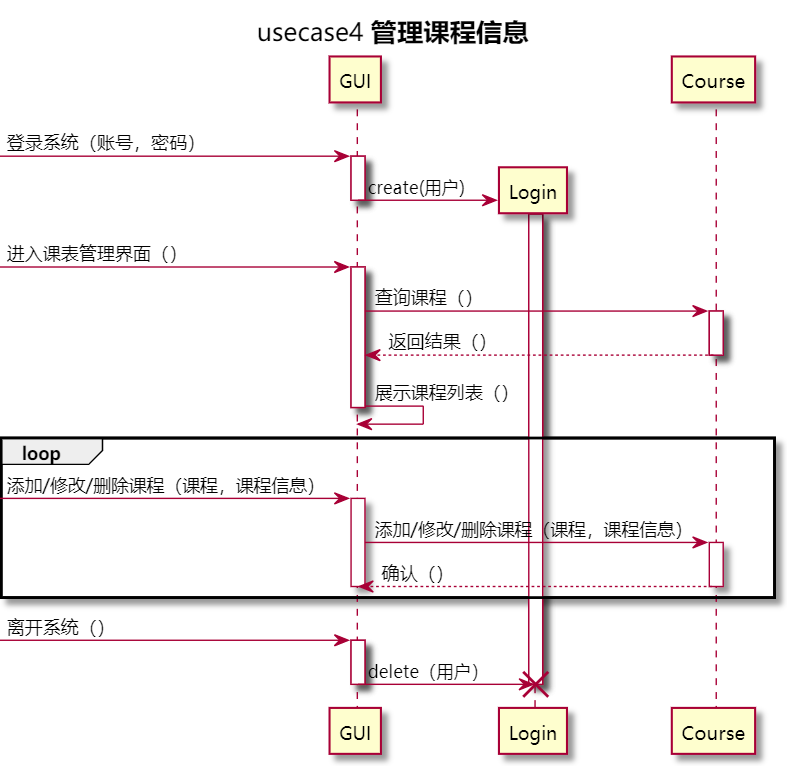 usecase4 管理课程信息
GUI
Course
登录系统（账号，密码）
create(用户)
Login
进入课表管理界面（）
查询课程（）
返回结果（）
展示课程列表（）
loop
添加/修改/删除课程（课程，课程信息）
添加/修改/删除课程（课程，课程信息）
确认（）
离开系统（）
delete（用户）
GUI
Login
Course